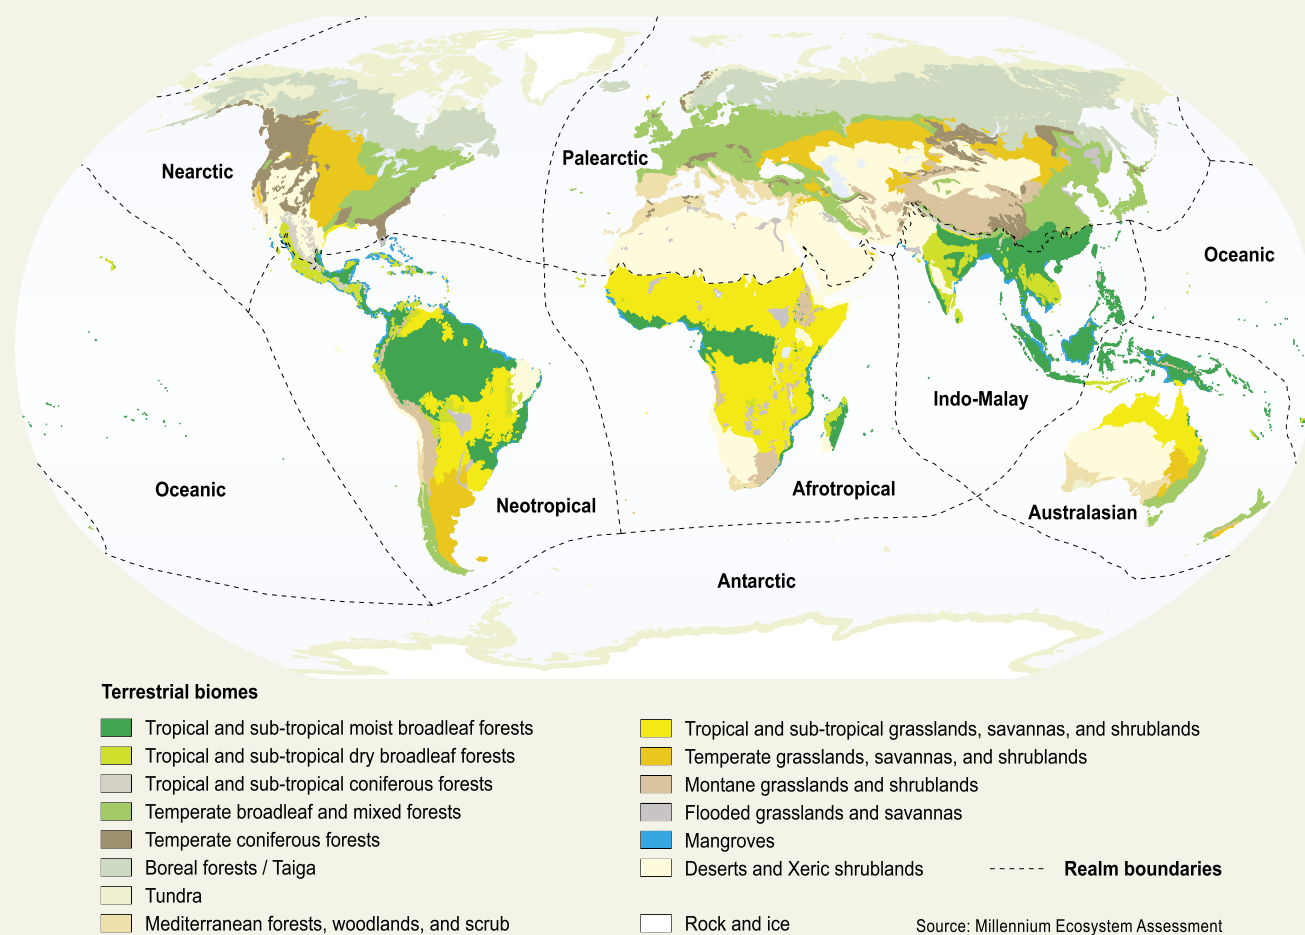 Nearctic
Palearctic
Oceanic
Indo-Malay
Oceanic
Neotropical
Afrotropical
Australasian
Antarctic
Terrestrial biomes
Tropical and sub-tropical moist broadleaf forests
Tropical and sub-tropical dry broadleaf forests
Tropical and sub-tropical coniferous forests
Temperate broadleaf and mixed forests
Temperate coniferous forests
Boreal forests / Taiga
Tundra
Mediterranean forests, woodlands, and scrub
Tropical and sub-tropical grasslands, savannas, and shrublands
Temperate grasslands, savannas, and shrublands
Montane grasslands and shrublands
Flooded grasslands and savannas
Mangroves
Deserts and Xeric shrublands
Rock and ice
Realm boundaries
Source: Millennium Ecosystem Assessment